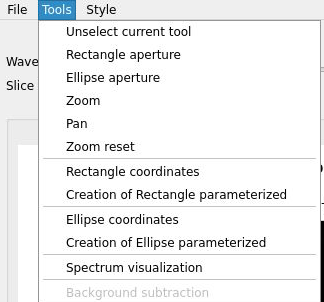 File Tools Style
Unselect current tool
Wave
Rectangle aperture
Ellipse aperture
Slice
Zoom
Pan
Zoom reset
Rectangle coordinates
Creation of Rectangle parameterized
Ellipse coordinates
Creation of Ellipse parameterized
Spectrum visualization
Background subtraction